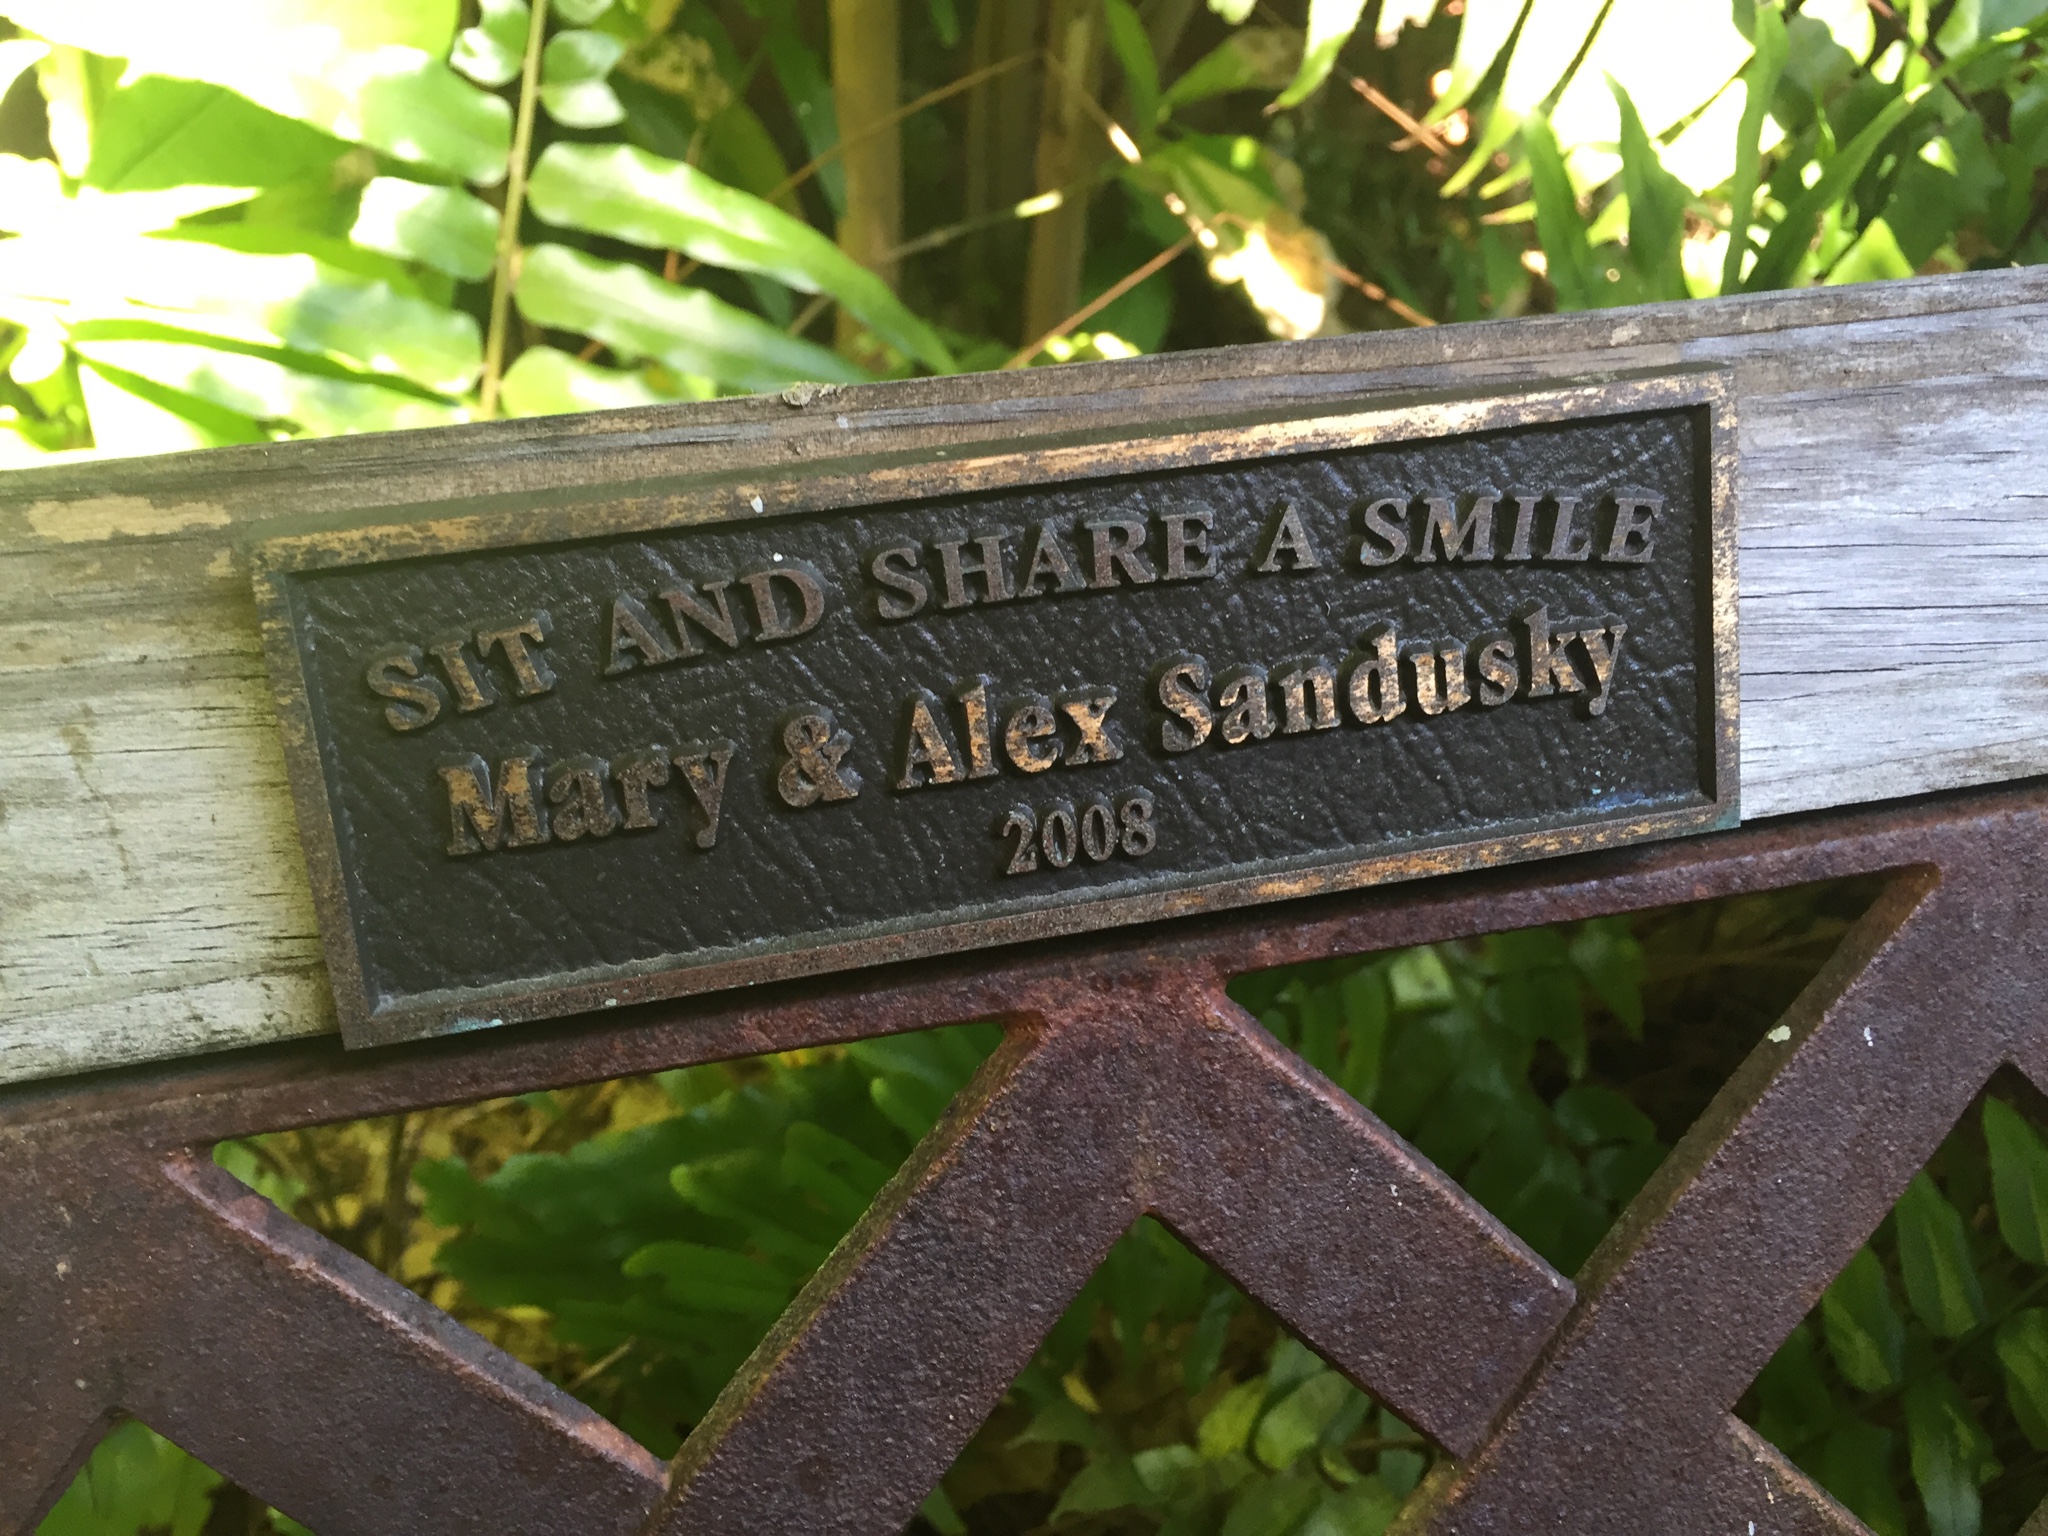 SIT AND SHARE A SMILE
Mary & Alex Sandusky
2008